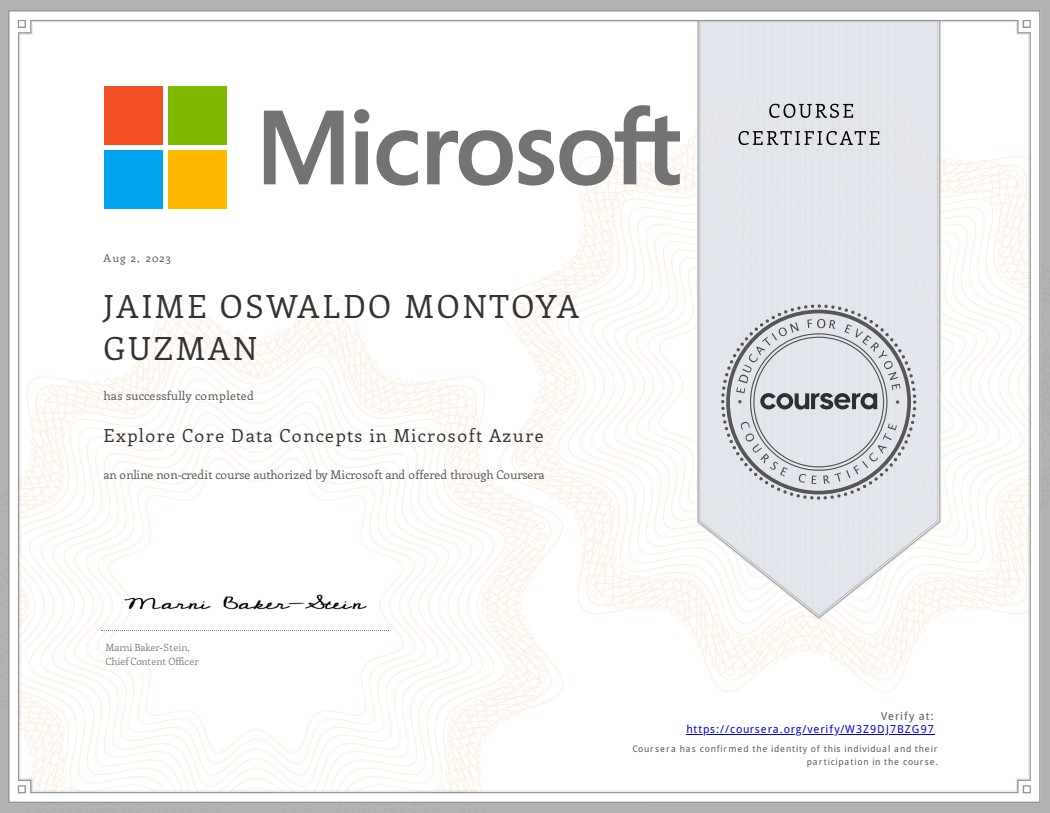 Microsoft
COURSE
CERTIFICATE
Aug 2, 2023
JAIME OSWALDO MONTOYA
GUZMAN
has successfully completed
Explore Core Data Concepts in Microsoft Azure
an online non-credit course authorized by Microsoft and offered through Coursera
EDUCATION FOR EVERYONE
coursera
COURSE CERTIFICATE
Marni Baker-Stein
Marni Baker-Stein,
Chief Content Officer
Verify at:
https://coursera.org/verify/W3Z9DJ7BZG97
Coursera has confirmed the identity of this individual and their
participation in the course.